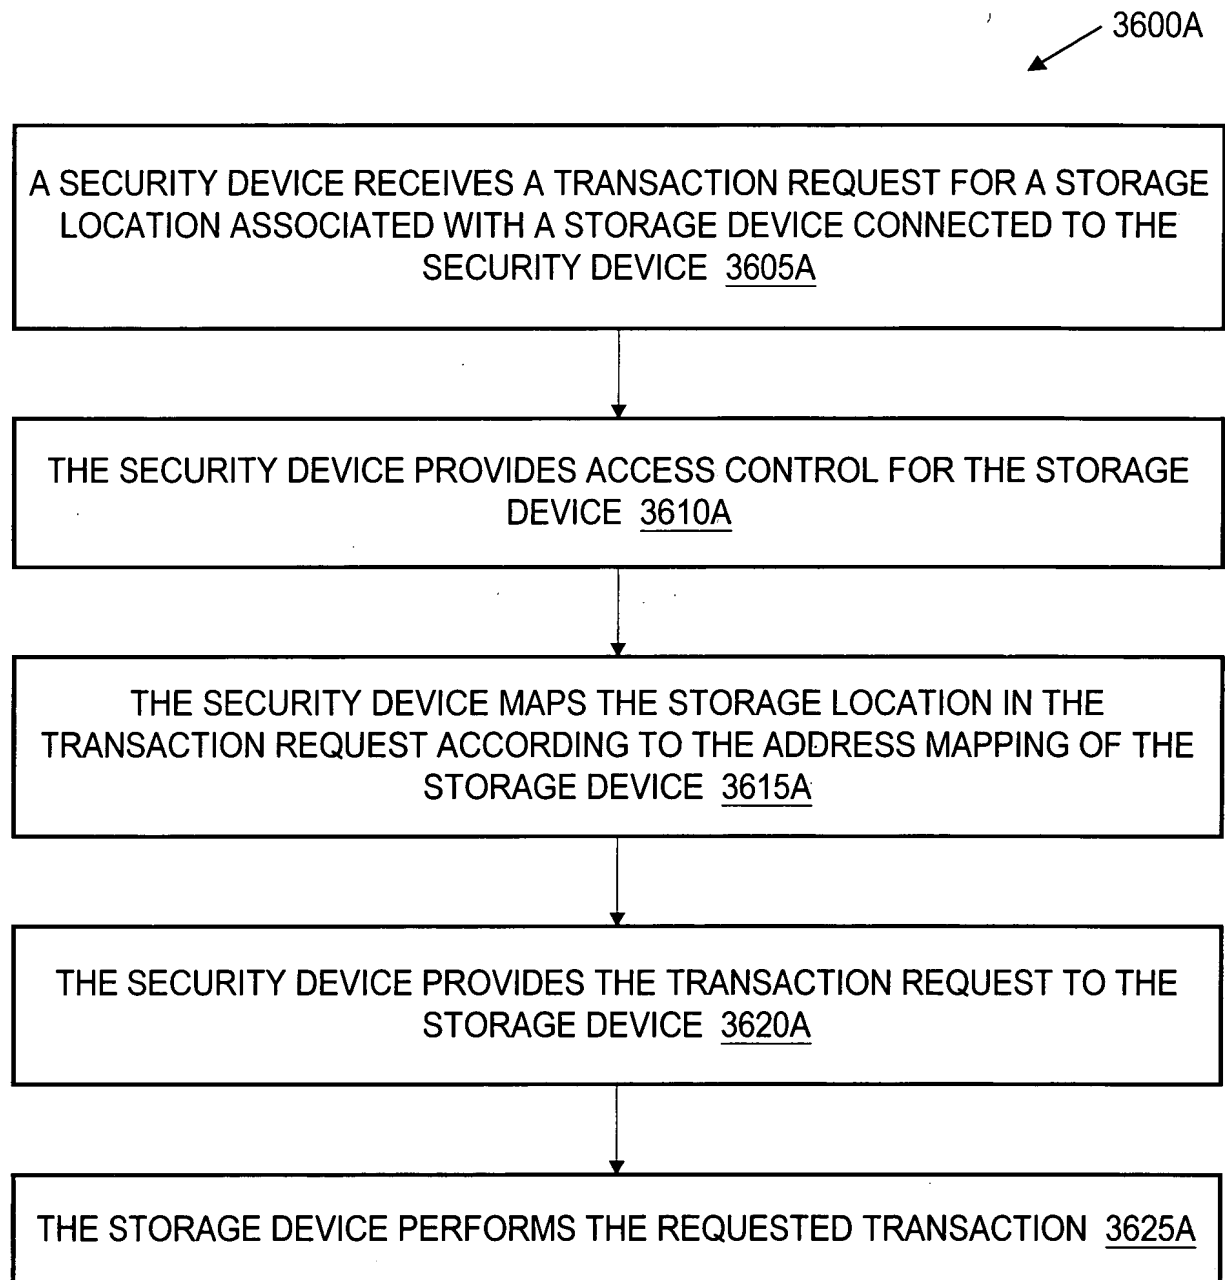 3600A
A SECURITY DEVICE RECEIVES A TRANSACTION REQUEST FOR A STORAGE
LOCATION ASSOCIATED WITH A STORAGE DEVICE CONNECTED TO THE
SECURITY DEVICE 3605A
THE SECURITY DEVICE PROVIDES ACCESS CONTROL FOR THE STORAGE
DEVICE 3610A
THE SECURITY DEVICE MAPS THE STORAGE LOCATION IN THE
TRANSACTION REQUEST ACCORDING TO THE ADDRESS MAPPING OF THE
STORAGE DEVICE 3615A
THE SECURITY DEVICE PROVIDES THE TRANSACTION REQUEST TO THE
STORAGE DEVICE 3620A
THE STORAGE DEVICE PERFORMS THE REQUESTED TRANSACTION 3625A